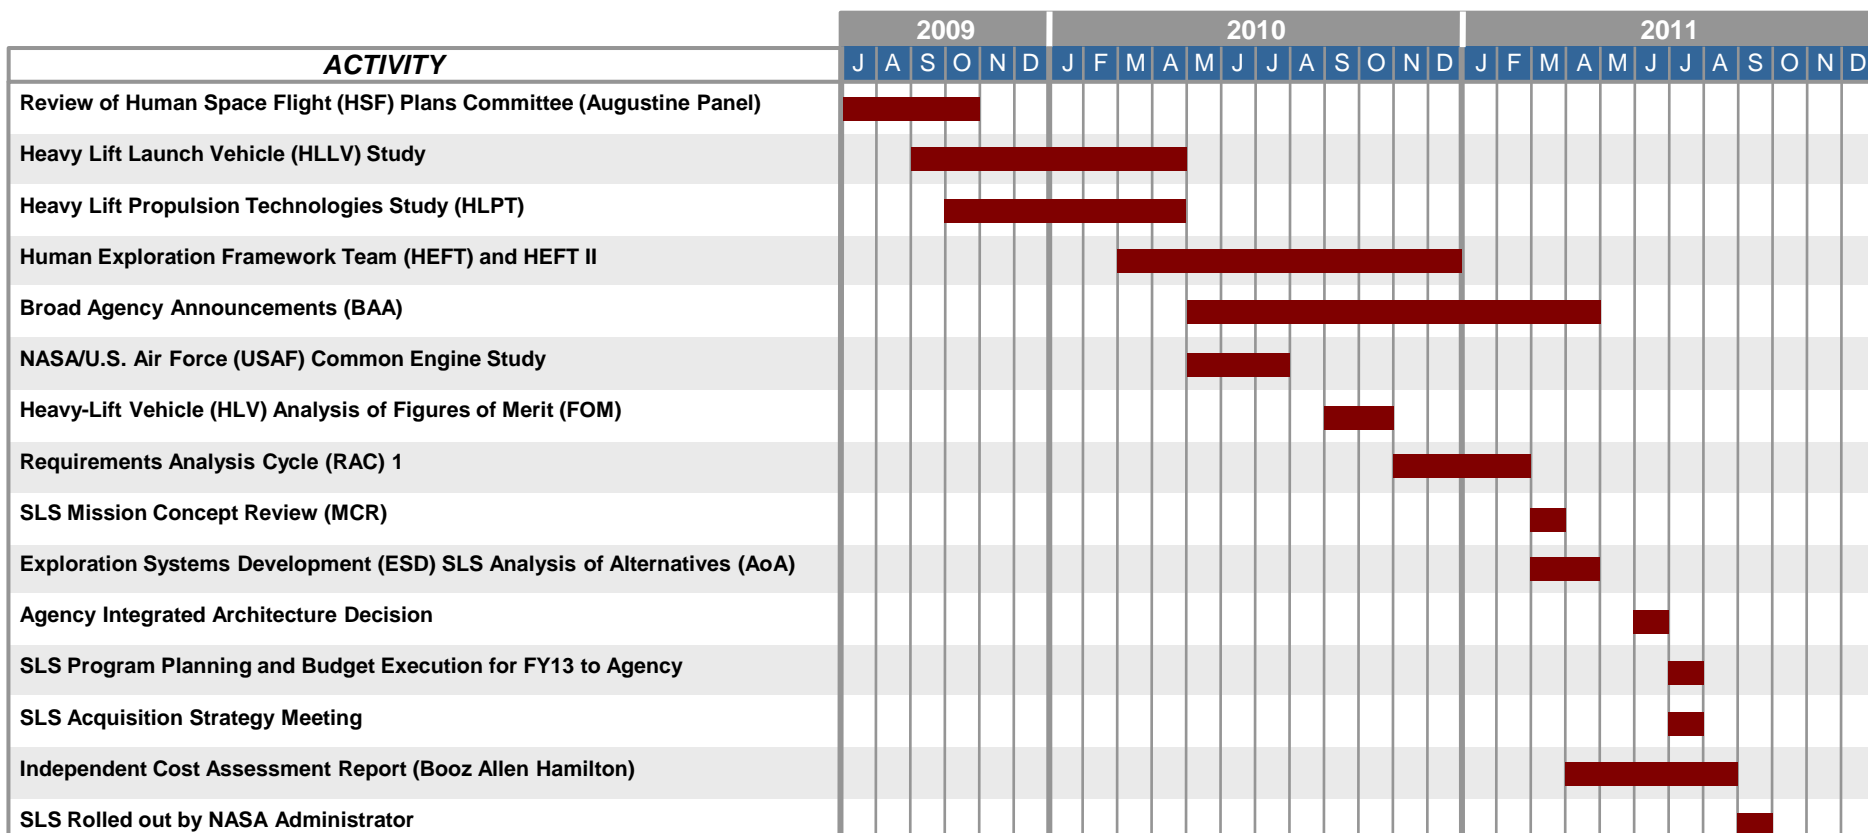 2009 2010 2011
ACTIVITY J A S O N D J F M A M J J A S O N D J F M A M J J A S O N D
Review of Human Space Flight (HSF) Plans Committee (Augustine Panel)
Heavy Lift Launch Vehicle (HLLV) Study
Heavy Lift Propulsion Technologies Study (HLPT)
Human Exploration Framework Team (HEFT) and HEFT II
Broad Agency Announcements (BAA)
NASA/U.S. Air Force (USAF) Common Engine Study
Heavy-Lift Vehicle (HLV) Analysis of Figures of Merit (FOM)
Requirements Analysis Cycle (RAC) 1
SLS Mission Concept Review (MCR)
Exploration Systems Development (ESD) SLS Analysis of Alternatives (AoA)
Agency Integrated Architecture Decision
SLS Program Planning and Budget Execution for FY13 to Agency
SLS Acquisition Strategy Meeting
Independent Cost Assessment Report (Booz Allen Hamilton)
SLS Rolled out by NASA Administrator